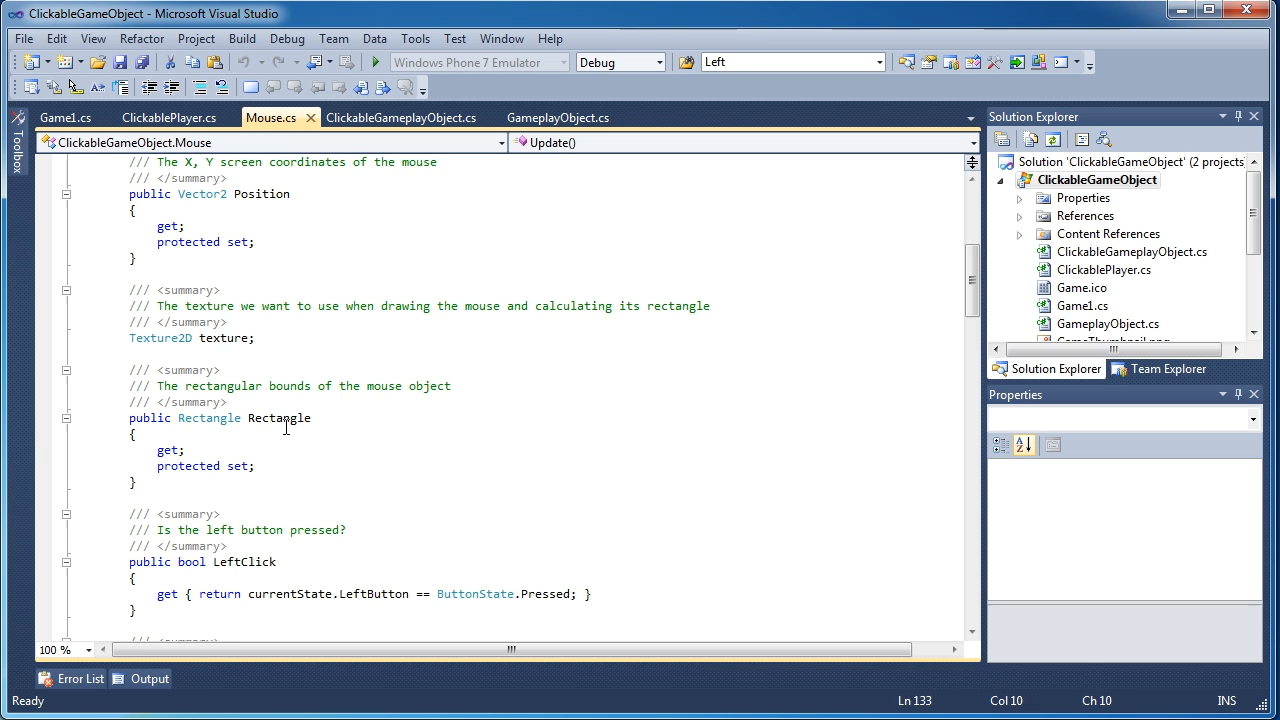 ClickableGameObject - Microsoft Visual Studio
File Edit View Refactor Project Build Debug Team Data Tools Test Window Help
Windows Phone 7 Emulator Debug Left
Toolbox
Game1.cs ClickablePlayer.cs Mouse.cs ClickableGameplayObject.cs GameplayObject.cs
ClickableGameObject.Mouse Update()
/// The X, Y screen coordinates of the mouse
/// </summary>
public Vector2 Position
{
get;
protected set;
}
/// <summary>
/// The texture we want to use when drawing the mouse and calculating its rectangle
/// </summary>
Texture2D texture;
/// <summary>
/// The rectangular bounds of the mouse object
/// </summary>
public Rectangle Rectangle
{
get;
protected set;
}
/// <summary>
/// Is the left button pressed?
/// </summary>
public bool LeftClick
{
get { return currentState.LeftButton == ButtonState.Pressed; }
}
/// <summary>
100 %
Solution Explorer
Solution 'ClickableGameObject' (2 projects)
ClickableGameObject
Properties
References
Content References
ClickableGameplayObject.cs
ClickablePlayer.cs
Game.ico
Game1.cs
GameplayObject.cs
GameThumbnail.png
Solution Explorer Team Explorer
Properties
Error List Output
Ready Ln 133 Col 10 Ch 10 INS